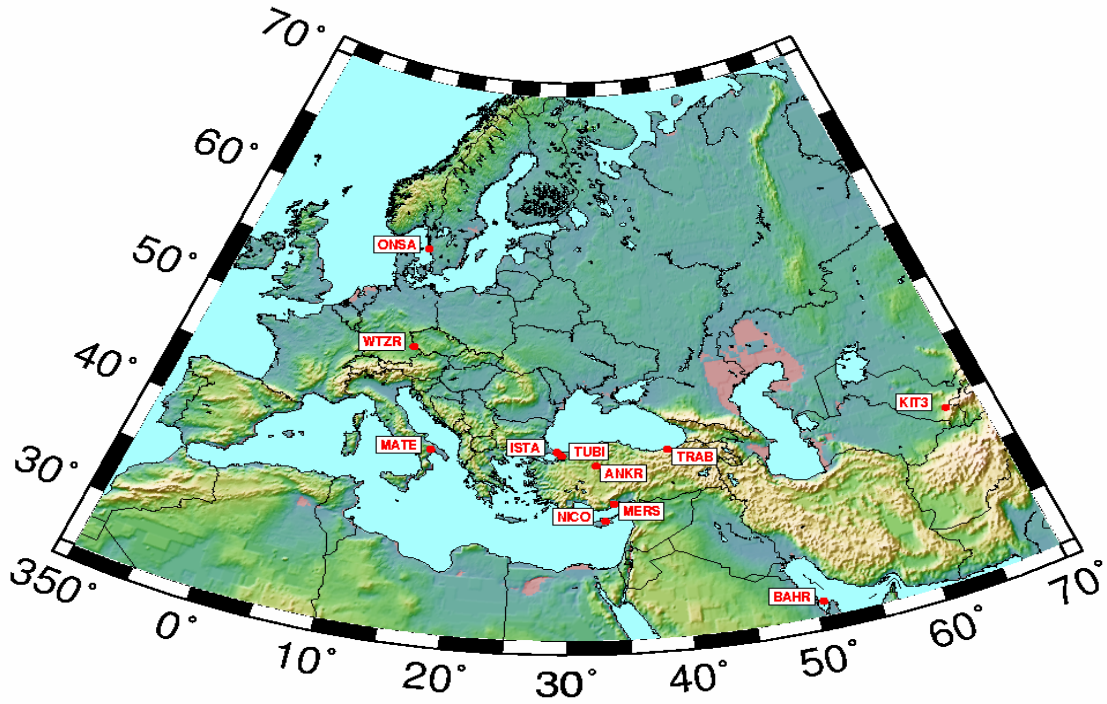 70°
60°
50°
40°
30°
ONSA
WTZR
KIT3
MATE
ISTA
TUBI
TRAB
ANKR
NICO
MERS
BAHR
350°
0°
10°
20°
30°
40°
50°
60°
70°